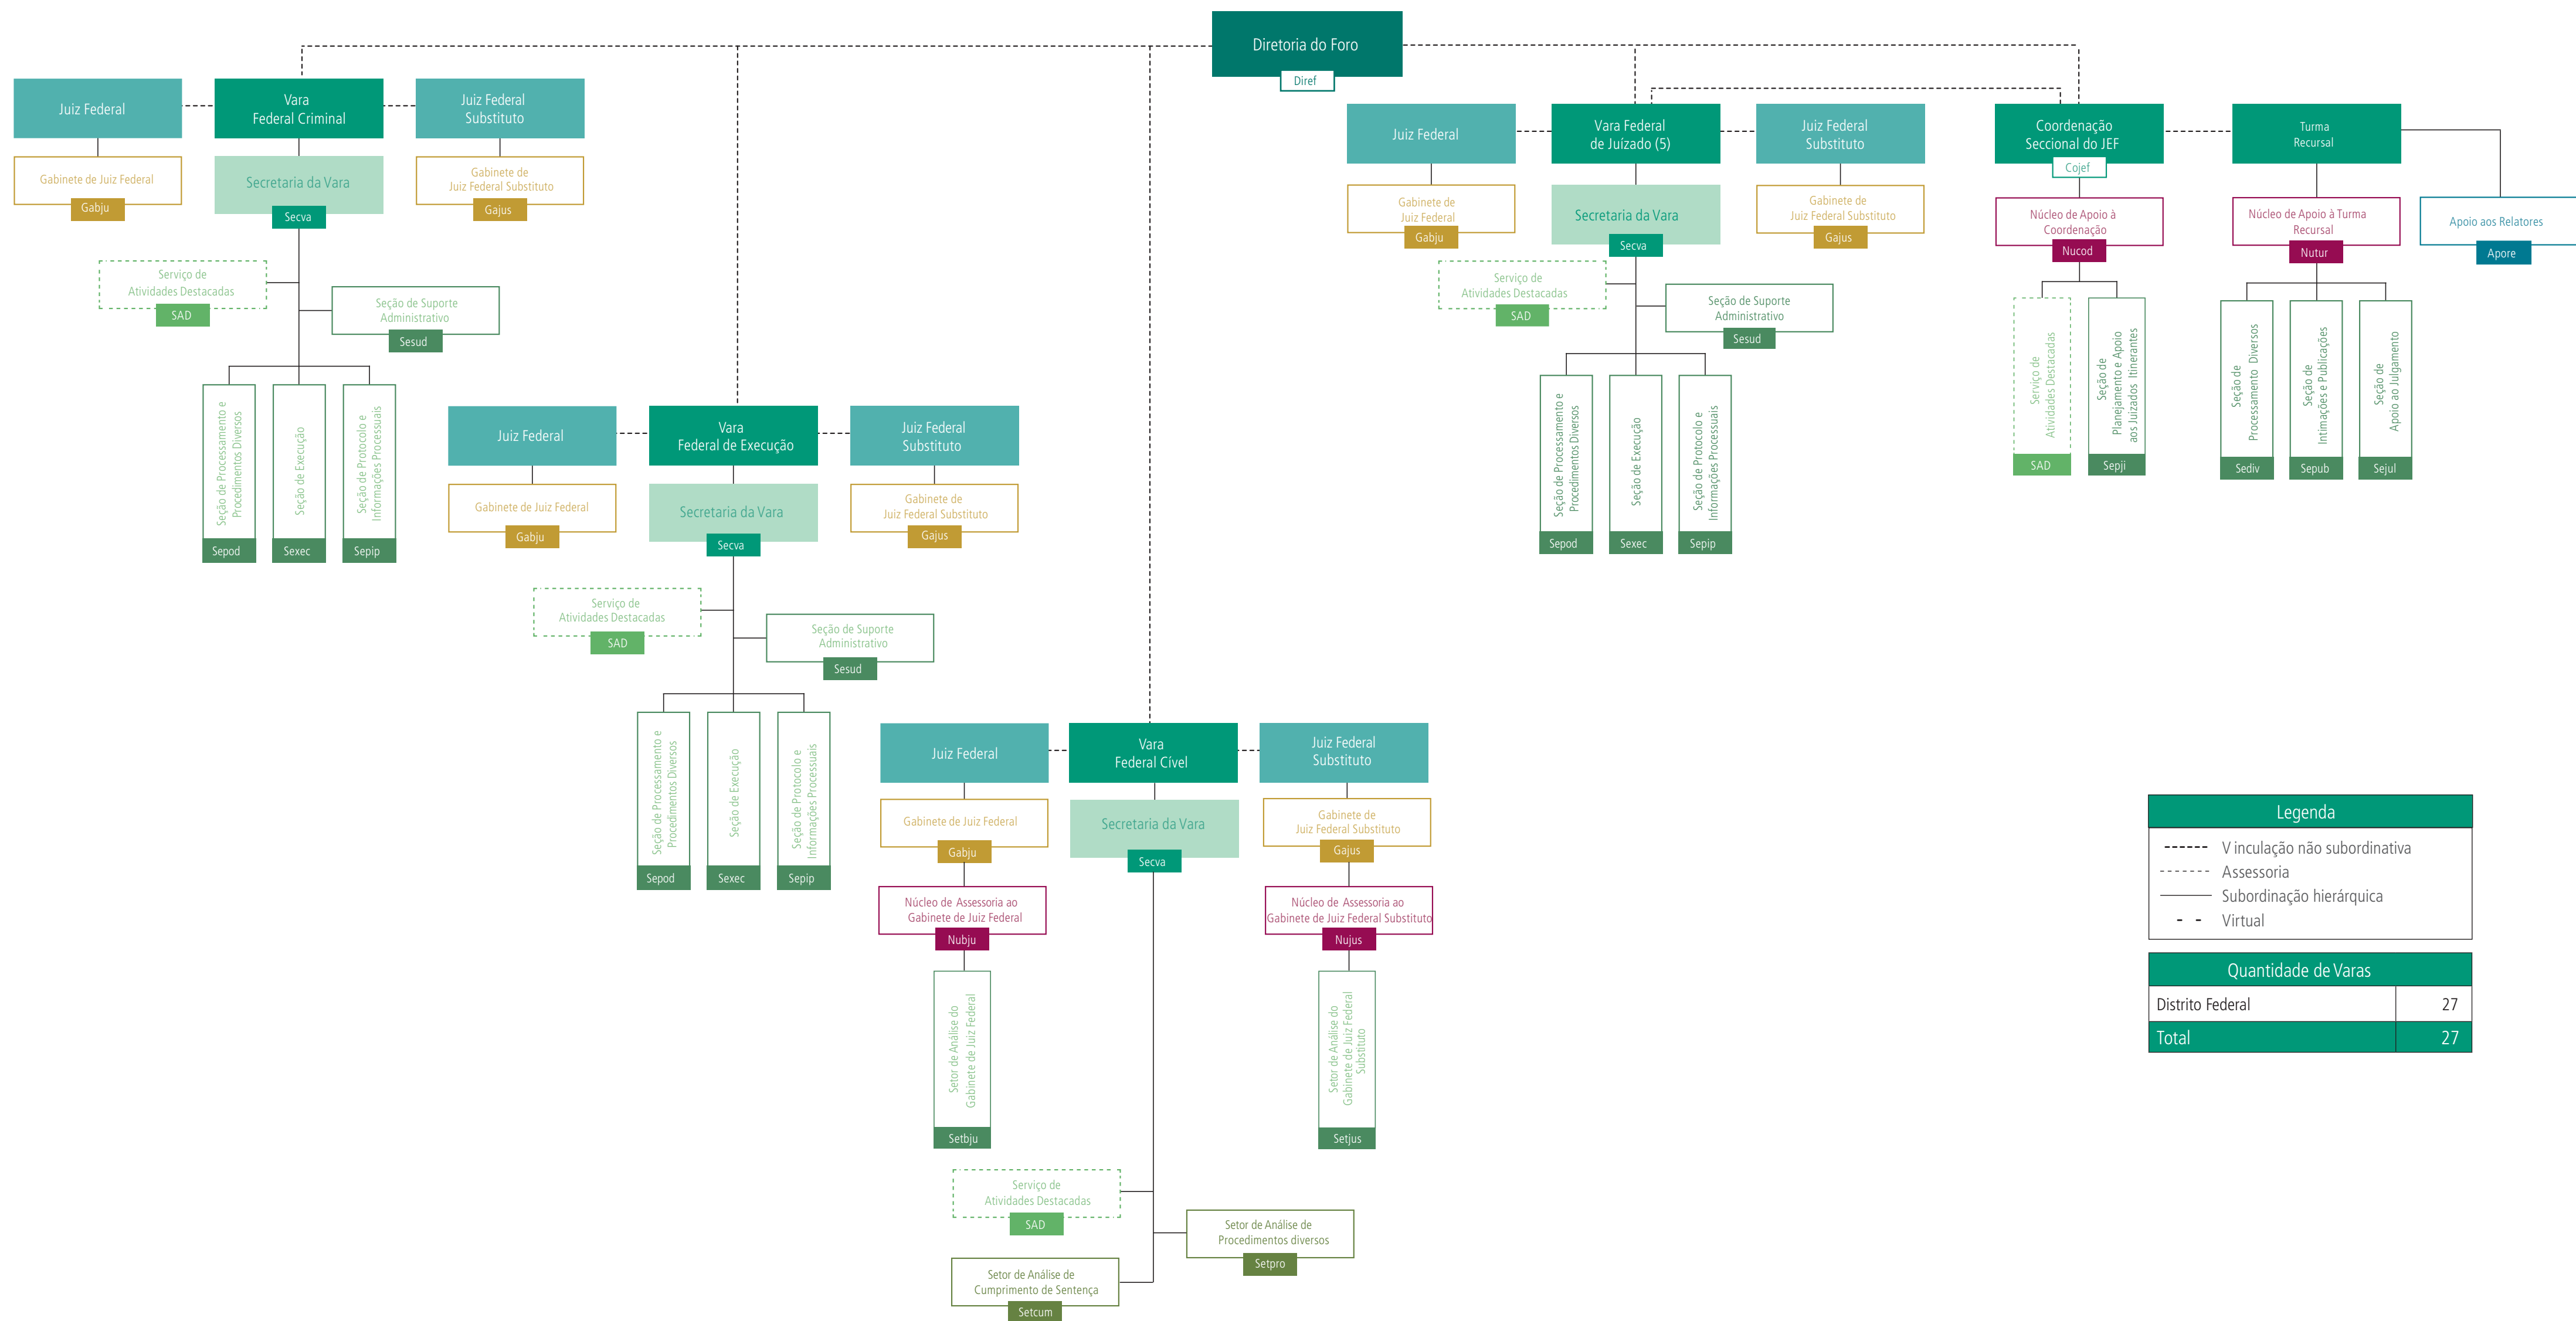 Diretoria do Foro
Diref
Juiz Federal
Vara
Federal Criminal
Juiz Federal
Substituto
Gabinete de Juiz Federal
Gabju
Secretaria da Vara
Secva
Gabinete de
Juiz Federal Substituto
Gajus
Serviço de
Atividades Destacadas
SAD
Seção de Suporte
Administrativo
Sesud
Seção de Processamento e
Procedimentos Diversos
Sepod
Seção de Execução
Sexec
Seção de Protocolo e
Informações Processuais
Sepip
Juiz Federal
Vara
Federal de Execução
Juiz Federal
Substituto
Gabinete de Juiz Federal
Gabju
Secretaria da Vara
Secva
Gabinete de
Juiz Federal Substituto
Gajus
Serviço de
Atividades Destacadas
SAD
Seção de Suporte
Administrativo
Sesud
Seção de Processamento e
Procedimentos Diversos
Sepod
Seção de Execução
Sexec
Seção de Protocolo e
Informações Processuais
Sepip
Juiz Federal
Vara
Federal Cível
Juiz Federal
Substituto
Gabinete de Juiz Federal
Gabju
Secretaria da Vara
Secva
Gabinete de
Juiz Federal Substituto
Gajus
Núcleo de Assessoria ao
Gabinete de Juiz Federal
Nubju
Núcleo de Assessoria ao
Gabinete de Juiz Federal Substituto
Nujus
Setor de Análise do
Gabinete de Juiz Federal
Setbju
Setor de Análise do
Gabinete de Juiz Federal
Substituto
Setjus
Serviço de
Atividades Destacadas
SAD
Setor de Análise de
Procedimentos diversos
Setpro
Setor de Análise de
Cumprimento de Sentença
Setcum
Juiz Federal
Vara Federal
de Juízado (5)
Juiz Federal
Substituto
Gabinete de
Juiz Federal
Gabju
Secretaria da Vara
Secva
Gabinete de
Juiz Federal Substituto
Gajus
Serviço de
Atividades Destacadas
SAD
Seção de Suporte
Administrativo
Sesud
Seção de Processamento e
Procedimentos Diversos
Sepod
Seção de Execução
Sexec
Seção de Protocolo e
Informações Processuais
Sepip
Coordenação
Seccional do JEF
Cojef
Núcleo de Apoio à
Coordenação
Nucod
Serviço de
Atividades Destacadas
SAD
Seção de
Planejamento e Apoio
aos Juizados Itinerantes
Sepji
Turma
Recursal
Núcleo de Apoio à Turma
Recursal
Nutur
Apoio aos Relatores
Apore
Seção de
Processamento Diversos
Sediv
Seção de
Intimações e Publicações
Sepub
Seção de
Apoio ao Julgamento
Sejul
Legenda
V inculação não subordinativa
Assessoria
Subordinação hierárquica
Virtual
Quantidade de Varas
Distrito Federal 27
Total 27